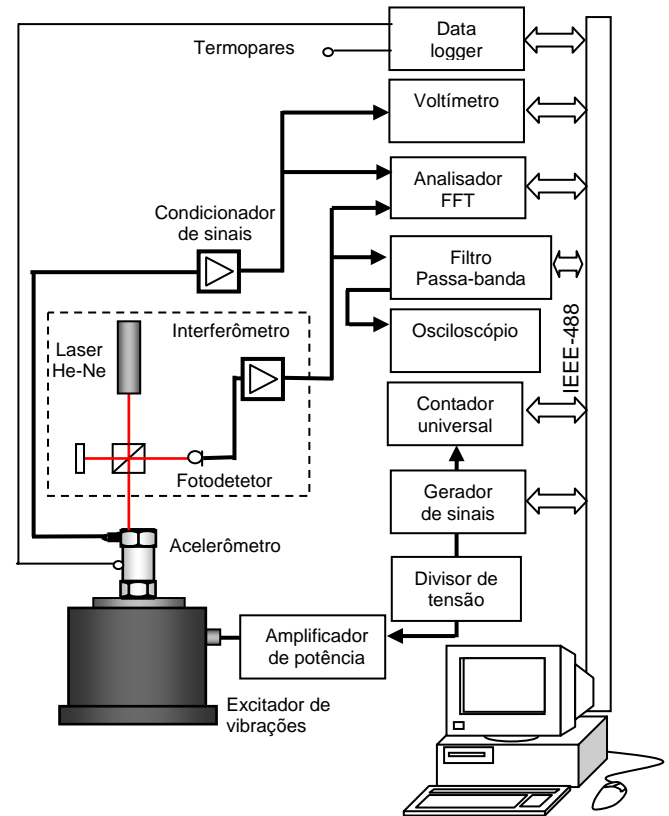 Termopares
Data
logger
Voltímetro
Analisador
FFT
Condicionador
de sinais
Filtro
Passa-banda
Osciloscópio
IEEE-488
Interferômetro
Laser
He-Ne
Fotodetetor
Contador
universal
Gerador
de sinais
Acelerômetro
Divisor de
tensão
Amplificador
de potência
Excitador de
vibrações